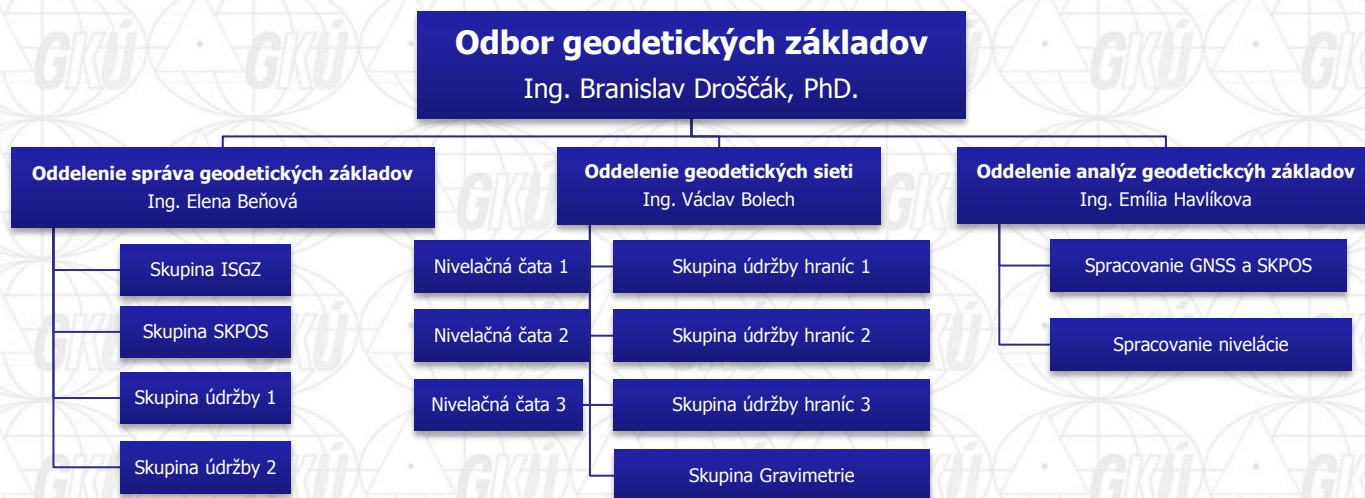 Odbor geodetických základov
Ing. Branislav Droščák, PhD.
Oddelenie správa geodetických základov
Ing. Elena Beňová
Skupina ISGZ
Skupina SKPOS
Skupina údržby 1
Skupina údržby 2
Oddelenie geodetických sieti
Ing. Václav Bolech
Nivelačná čata 1
Skupina údržby hraníc 1
Nivelačná čata 2
Skupina údržby hraníc 2
Nivelačná čata 3
Skupina údržby hraníc 3
Skupina Gravimetrie
Oddelenie analýz geodetickcýh základov
Ing. Emília Havlíkova
Spracovanie GNSS a SKPOS
Spracovanie nivelácie